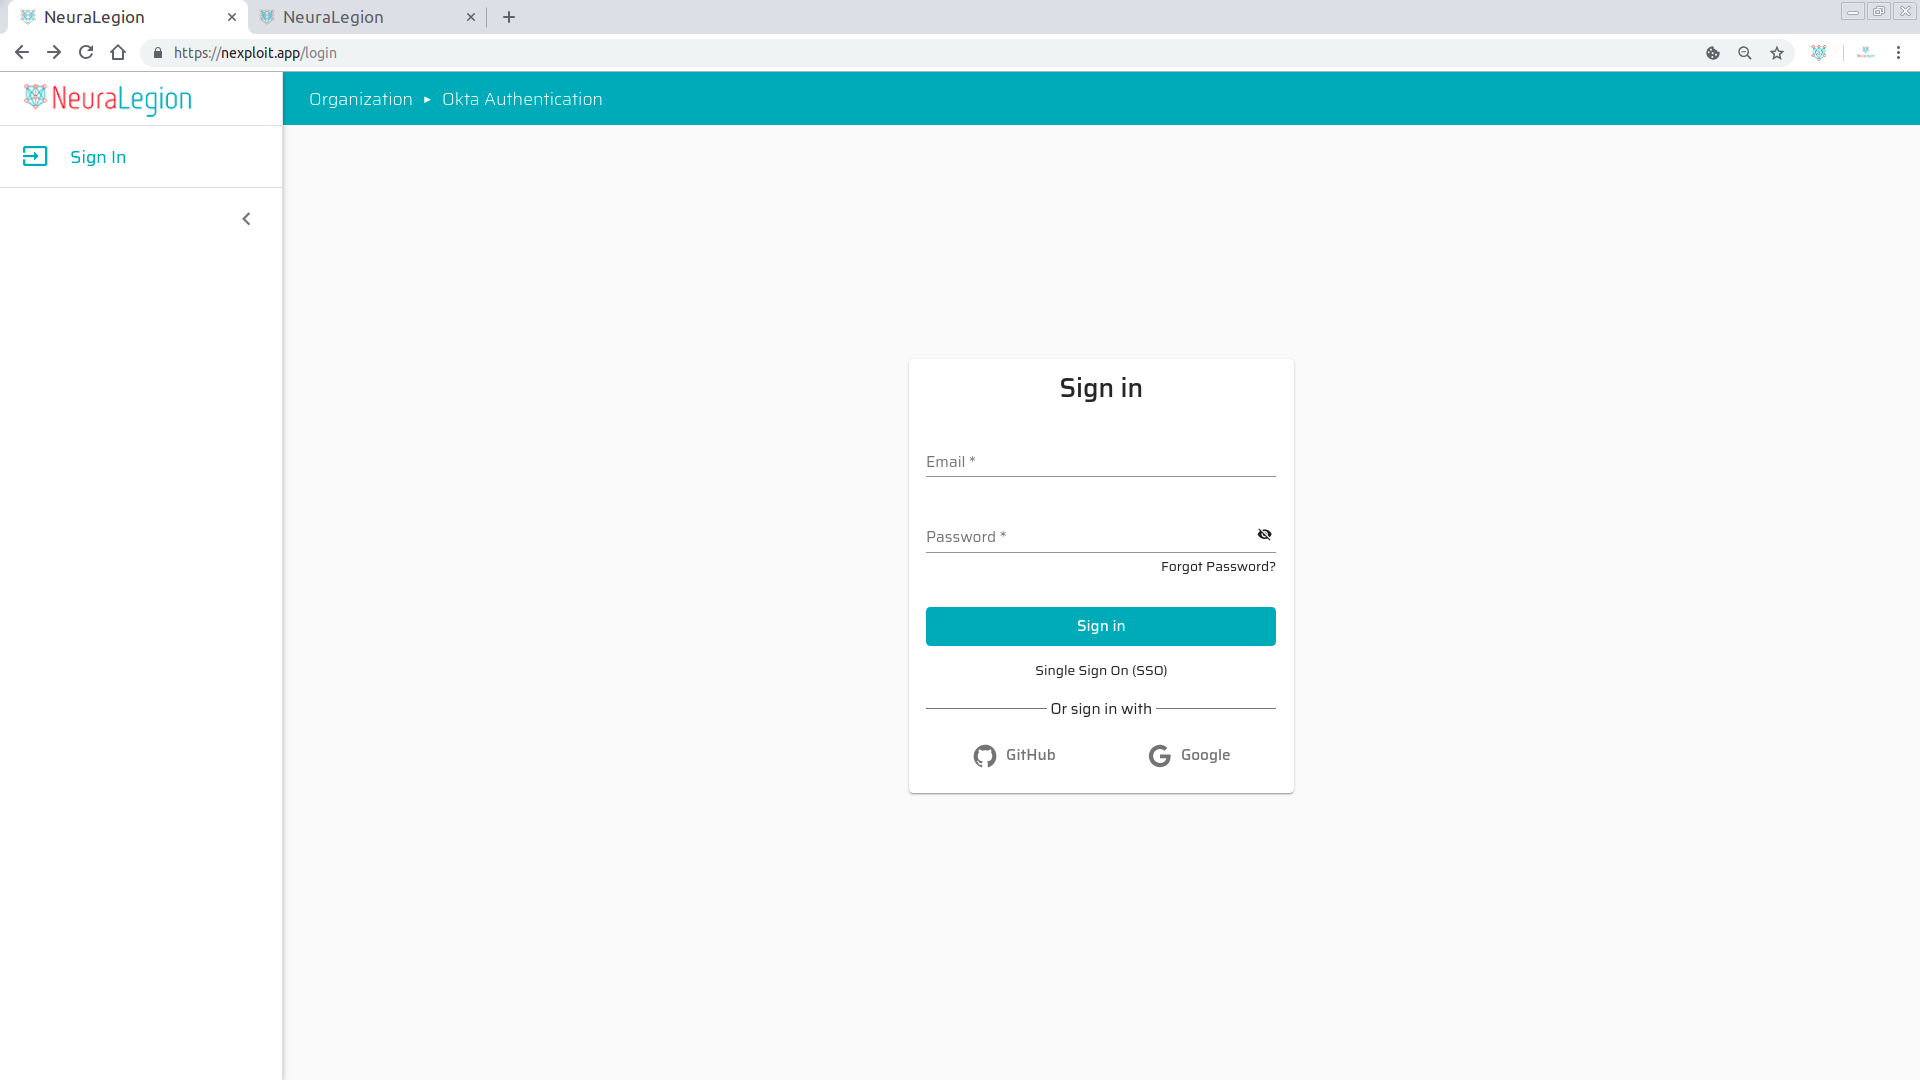 NeuraLegion
NeuraLegion
https://nexploit.app/login
NeuraLegion
Organization ▸ Okta Authentication
Sign In
Sign in
Email *
Password *
Forgot Password?
Sign in
Single Sign On (SSO)
Or sign in with
GitHub
Google